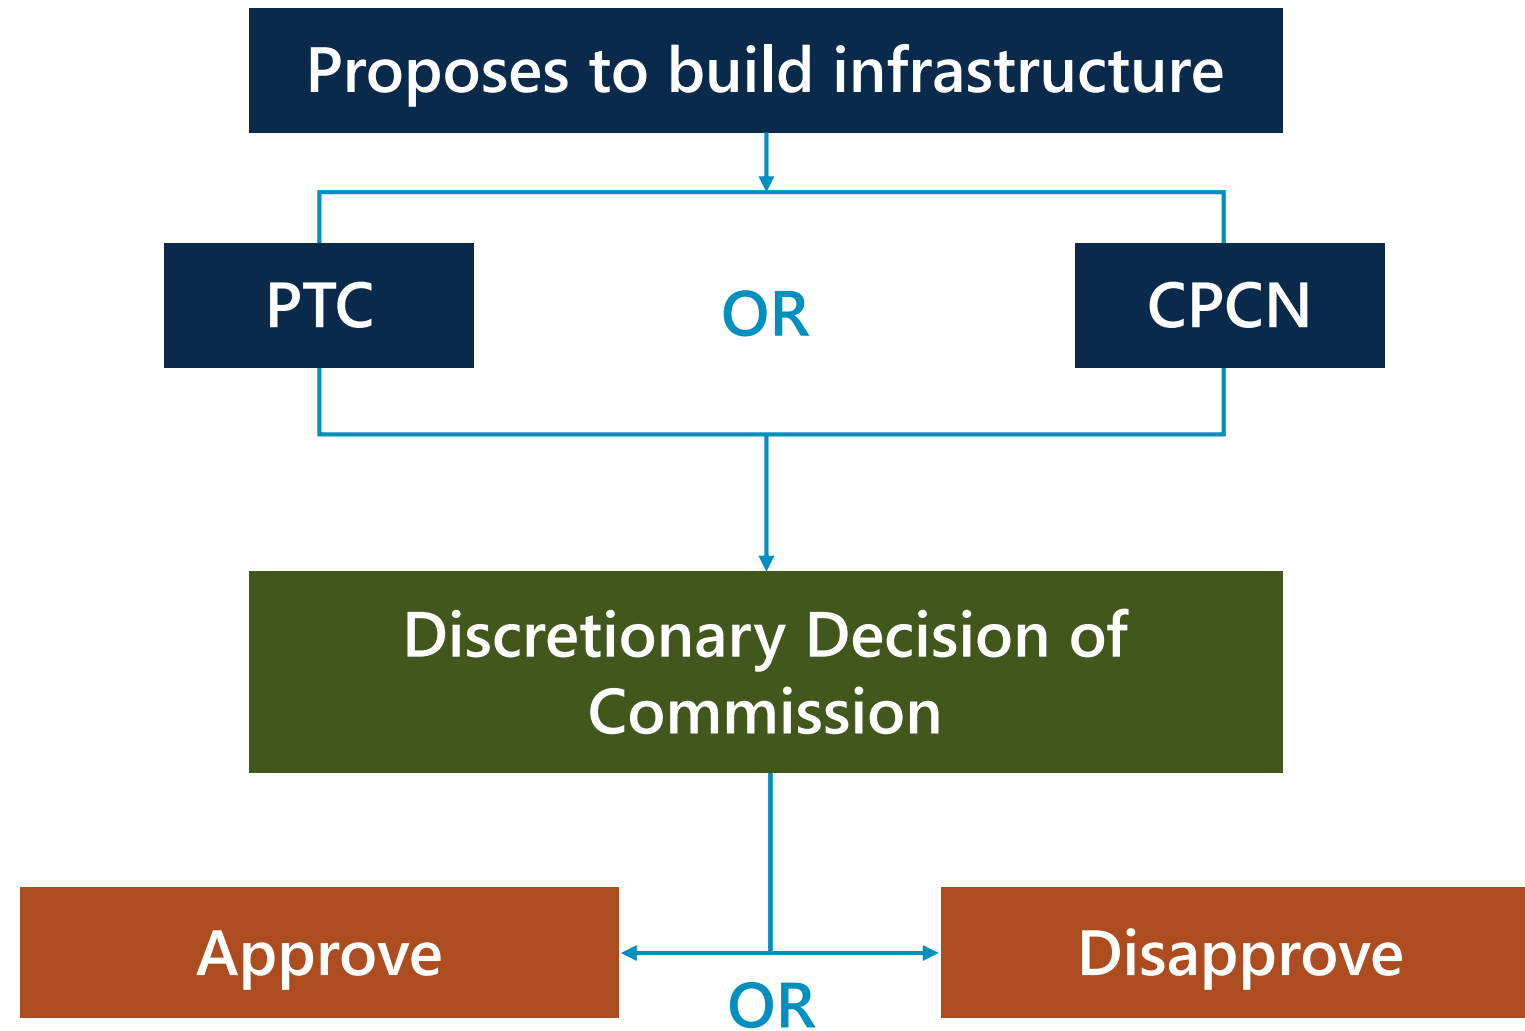 Proposes to build infrastructure
PTC
OR
CPCN
Discretionary Decision of
Commission
Approve
OR
Disapprove